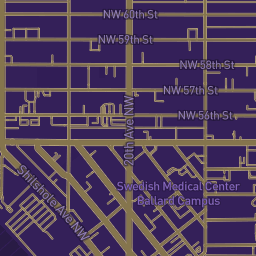 NW 60th St
NW 59th St
NW 58th St
NW 57th St
NW 56th St
20th Ave NW
Shilshole Ave NW
Swedish Medical Center
Ballard Campus